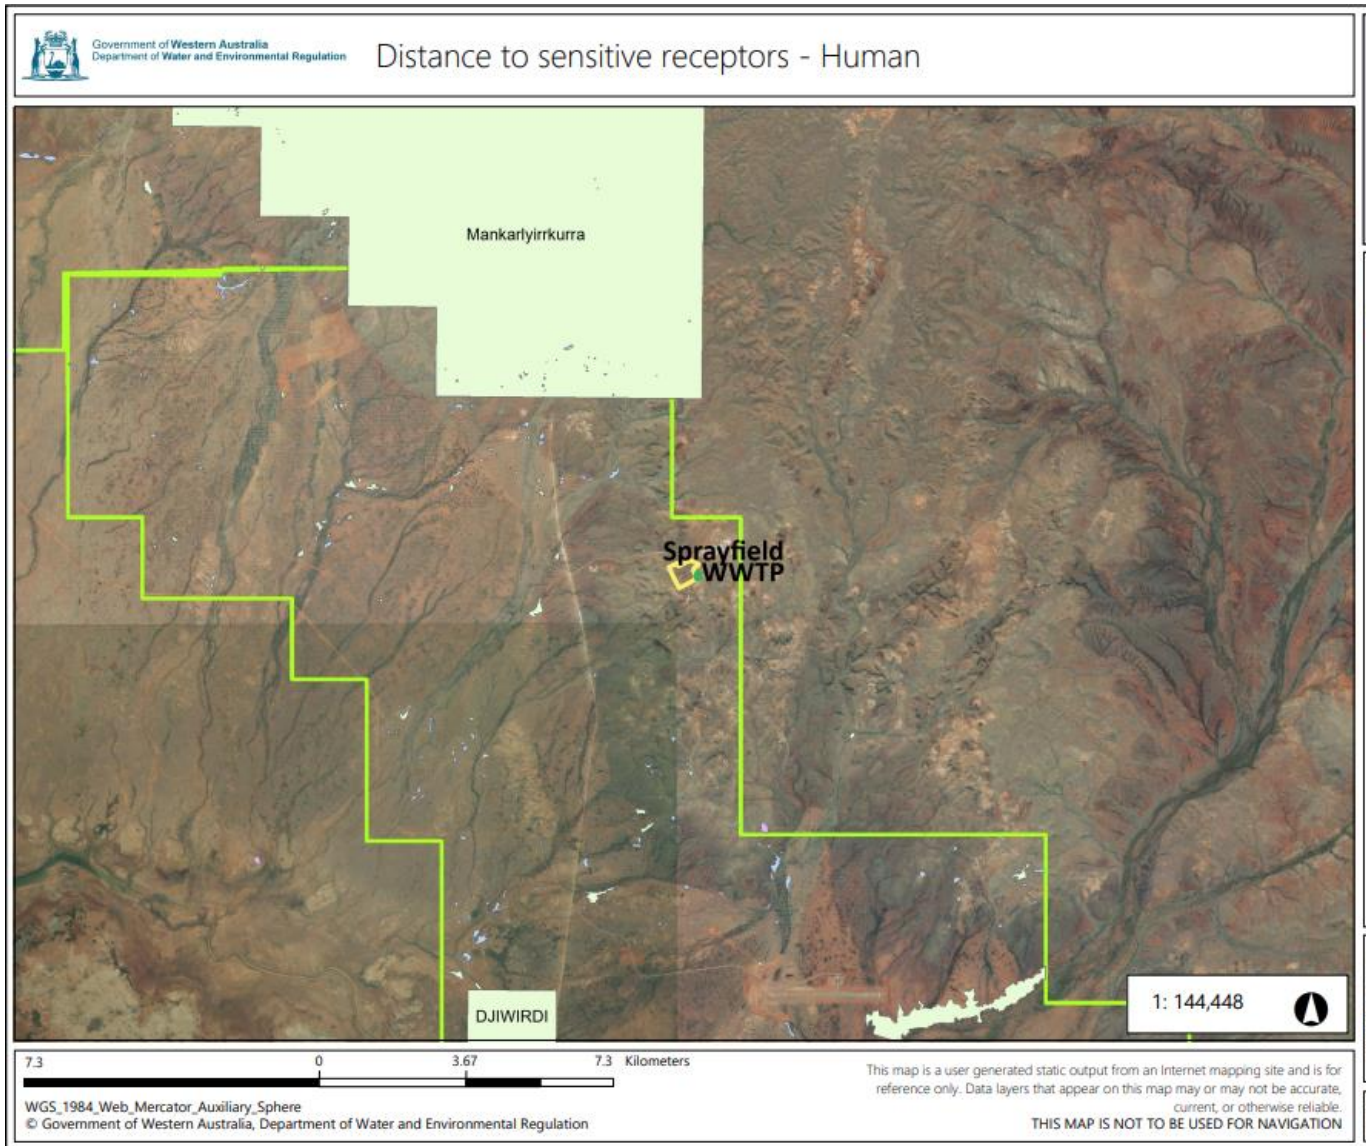 Government of Western Australia
Department of Water and Environmental Regulation
Distance to sensitive receptors - Human
Mankarlyirrkurra
Sprayfield
WWTP
DJIWIRDI
1: 144,448
7.3 0 3.67 7.3 Kilometers
WGS_1984_Web_Mercator_Auxiliary_Sphere
© Government of Western Australia, Department of Water and Environmental Regulation
This map is a user generated static output from an Internet mapping site and is for
reference only. Data layers that appear on this map may or may not be accurate,
current, or otherwise reliable.
THIS MAP IS NOT TO BE USED FOR NAVIGATION